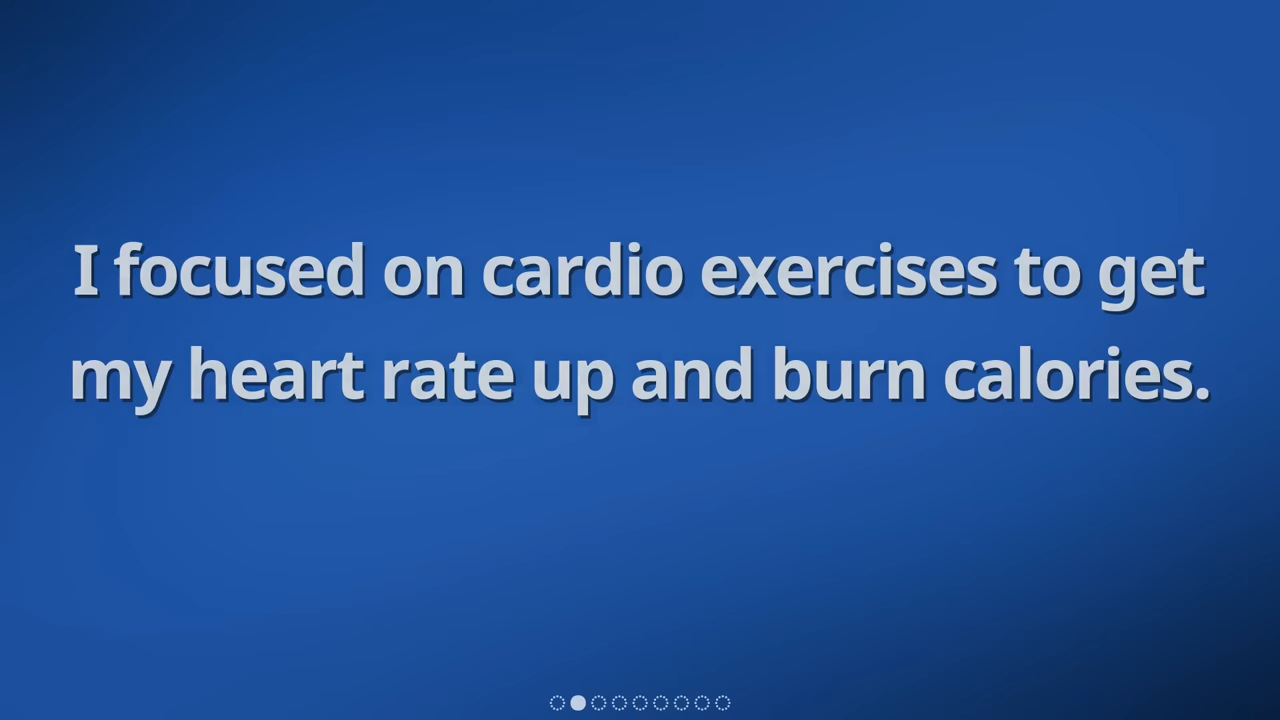 I focused on cardio exercises to get
my heart rate up and burn calories.